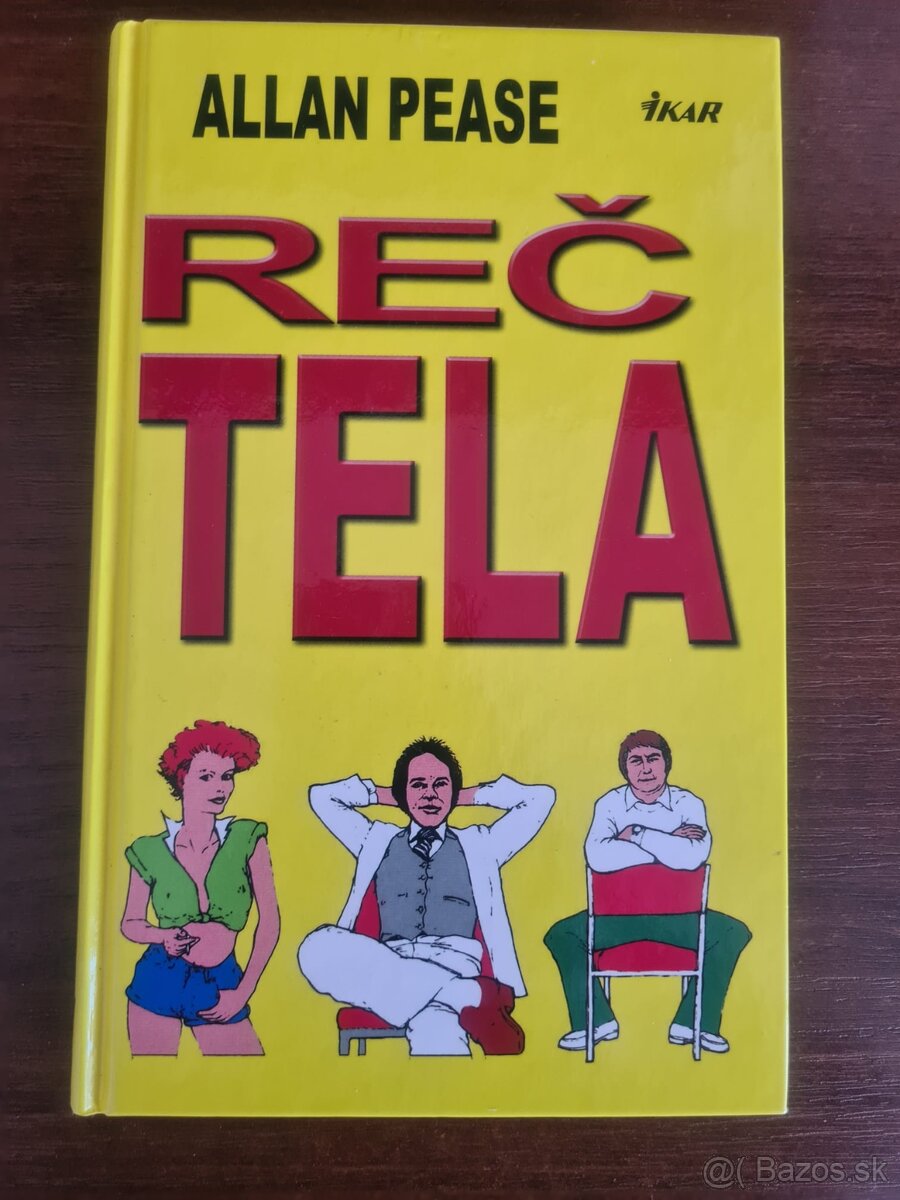 ALLAN PEASE
iKAR
REČ
TELA
@( Bazos.sk